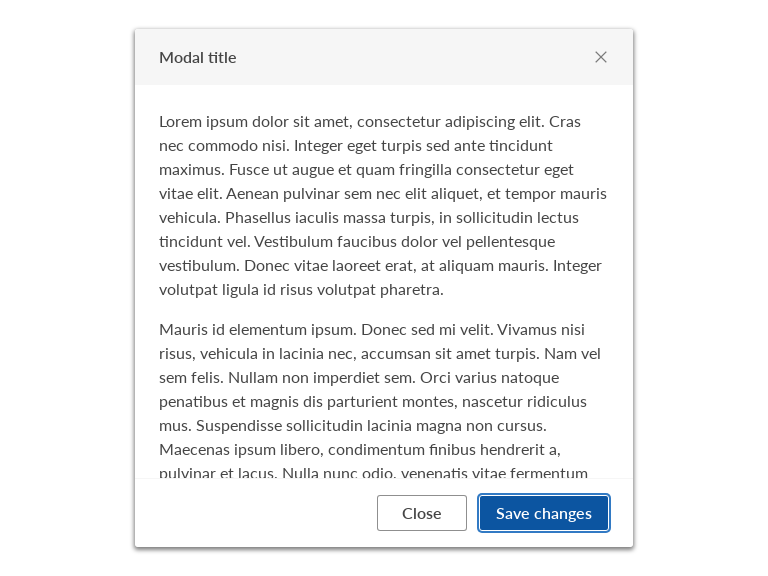 Modal title
Lorem ipsum dolor sit amet, consectetur adipiscing elit. Cras
nec commodo nisi. Integer eget turpis sed ante tincidunt
maximus. Fusce ut augue et quam fringilla consectetur eget
vitae elit. Aenean pulvinar sem nec elit aliquet, et tempor mauris
vehicula. Phasellus iaculis massa turpis, in sollicitudin lectus
tincidunt vel. Vestibulum faucibus dolor vel pellentesque
vestibulum. Donec vitae laoreet erat, at aliquam mauris. Integer
volutpat ligula id risus volutpat pharetra.
Mauris id elementum ipsum. Donec sed mi velit. Vivamus nisi
risus, vehicula in lacinia nec, accumsan sit amet turpis. Nam vel
sem felis. Nullam non imperdiet sem. Orci varius natoque
penatibus et magnis dis parturient montes, nascetur ridiculus
mus. Suspendisse sollicitudin lacinia magna non cursus.
Maecenas ipsum libero, condimentum finibus hendrerit a,
pulvinar et lacus. Nulla nunc odio, venenatis vitae fermentum
Close
Save changes